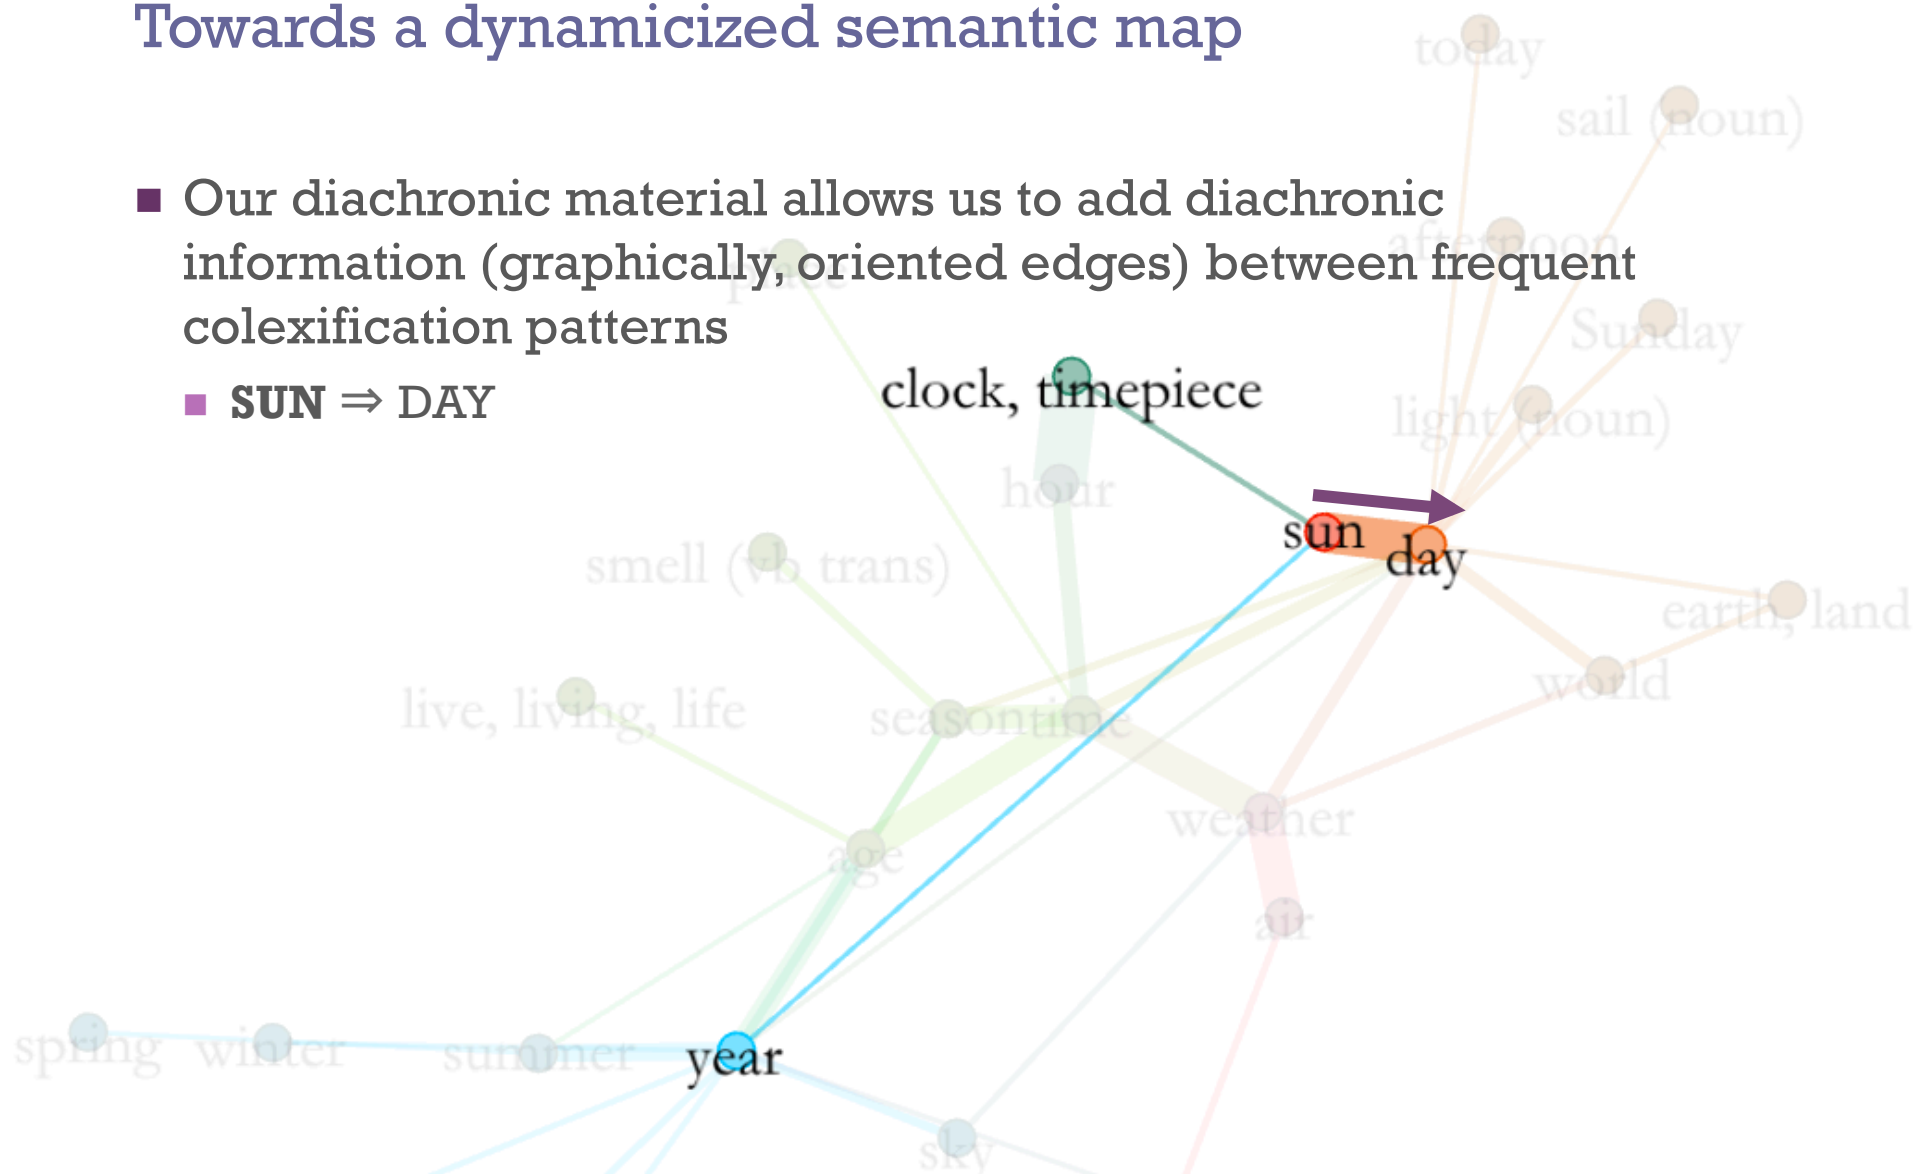 Towards a dynamicized semantic map
today
sail (noun)
■ Our diachronic material allows us to add diachronic
afternoon
information (graphically, oriented edges) between frequent
place
colexification patterns
Sunday
clock, timepiece
■ SUN ⇒ DAY
light (noun)
hour
sun
day
smell (vb trans)
earth, land
world
live, living, life
season
time
weather
age
air
spring
winter
summer
year
sky